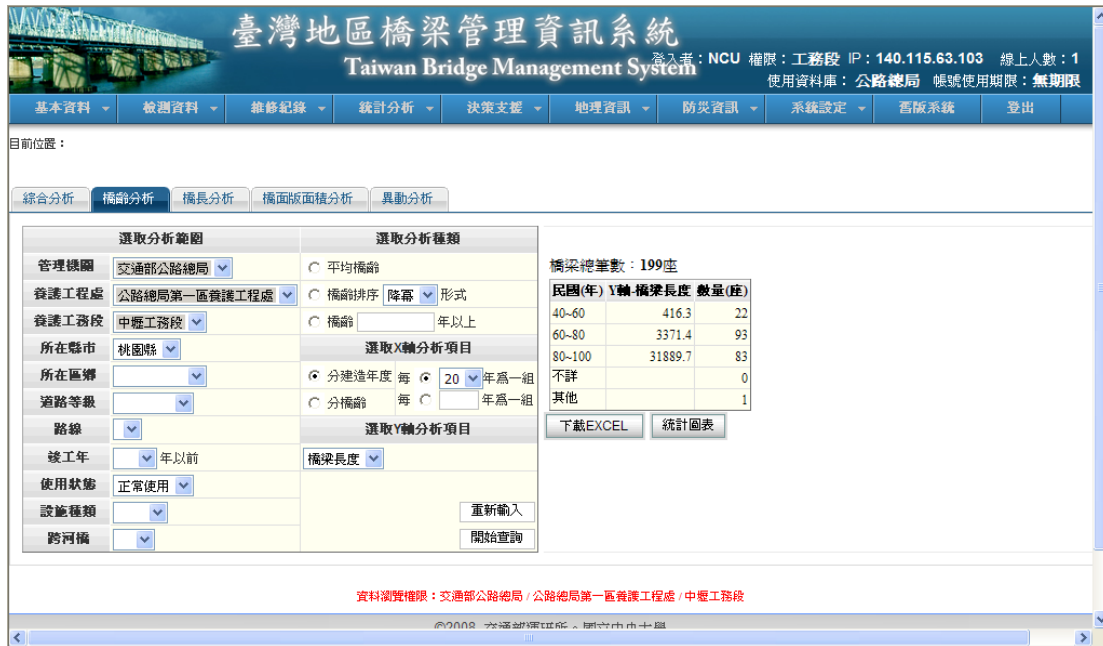 臺灣地區橋梁管理資訊系統
Taiwan Bridge Management System
登入者：NCU 權限：工務段 IP：140.115.63.103 線上人數：1
使用資料庫：公路總局 帳號使用期限：無期限
基本資料 檢測資料 維修紀錄 統計分析 決策支援 地理資訊 防災資訊 系統設定 舊版系統 登出
目前位置：
綜合分析 橋齡分析 橋長分析 橋面版面積分析 異動分析
選取分析範圍 選取分析種類
管理機關 交通部公路總局 平均橋齡
養護工程處 公路總局第一區養護工程處 橋齡排序 降冪 形式
養護工務段 中壢工務段 橋齡 年以上
所在縣市 桃園縣 選取X軸分析項目
所在區鄉 分建造年度 每 20 年為一組
道路等級 分橋齡 每 年為一組
路線 選取Y軸分析項目
竣工年 年以前 橋梁長度
使用狀態 正常使用
設施種類 重新輸入
跨河橋 開始查詢
橋梁總筆數：199座
民國(年) Y軸-橋梁長度 數量(座)
40~60 416.3 22
60~80 3371.4 93
80~100 31889.7 83
不詳 0
其他 1
下載EXCEL 統計圖表
資料瀏覽權限：交通部公路總局 / 公路總局第一區養護工程處 / 中壢工務段
©2008 交通部運研所。國立中央大學